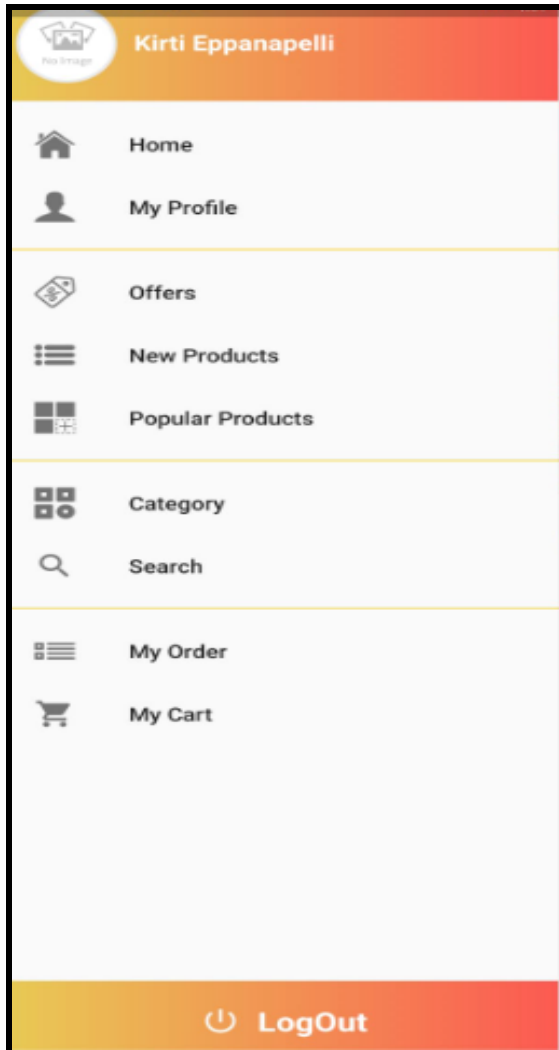 No Image
Kirti Eppanapelli
Home
My Profile
Offers
New Products
Popular Products
Category
Search
My Order
My Cart
LogOut